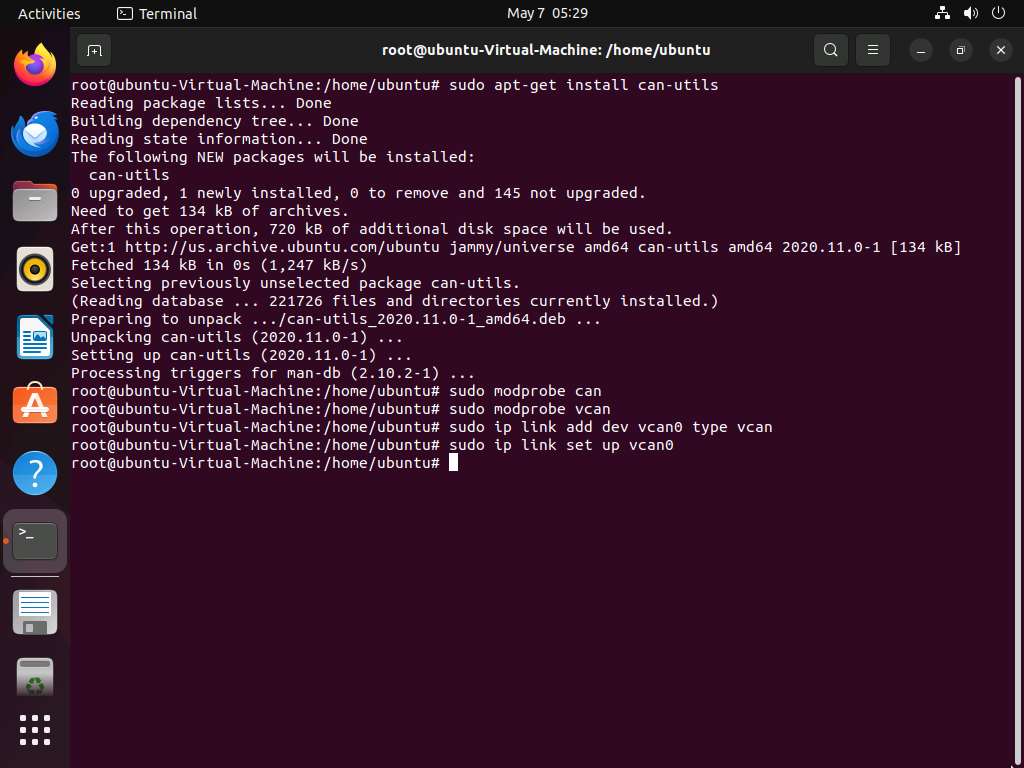 Activities Terminal May 7 05:29
root@ubuntu-Virtual-Machine: /home/ubuntu
root@ubuntu-Virtual-Machine:/home/ubuntu# sudo apt-get install can-utils
Reading package lists... Done
Building dependency tree... Done
Reading state information... Done
The following NEW packages will be installed:
  can-utils
0 upgraded, 1 newly installed, 0 to remove and 145 not upgraded.
Need to get 134 kB of archives.
After this operation, 720 kB of additional disk space will be used.
Get:1 http://us.archive.ubuntu.com/ubuntu jammy/universe amd64 can-utils amd64 2020.11.0-1 [134 kB]
Fetched 134 kB in 0s (1,247 kB/s)
Selecting previously unselected package can-utils.
(Reading database ... 221726 files and directories currently installed.)
Preparing to unpack .../can-utils_2020.11.0-1_amd64.deb ...
Unpacking can-utils (2020.11.0-1) ...
Setting up can-utils (2020.11.0-1) ...
Processing triggers for man-db (2.10.2-1) ...
root@ubuntu-Virtual-Machine:/home/ubuntu# sudo modprobe can
root@ubuntu-Virtual-Machine:/home/ubuntu# sudo modprobe vcan
root@ubuntu-Virtual-Machine:/home/ubuntu# sudo ip link add dev vcan0 type vcan
root@ubuntu-Virtual-Machine:/home/ubuntu# sudo ip link set up vcan0
root@ubuntu-Virtual-Machine:/home/ubuntu#